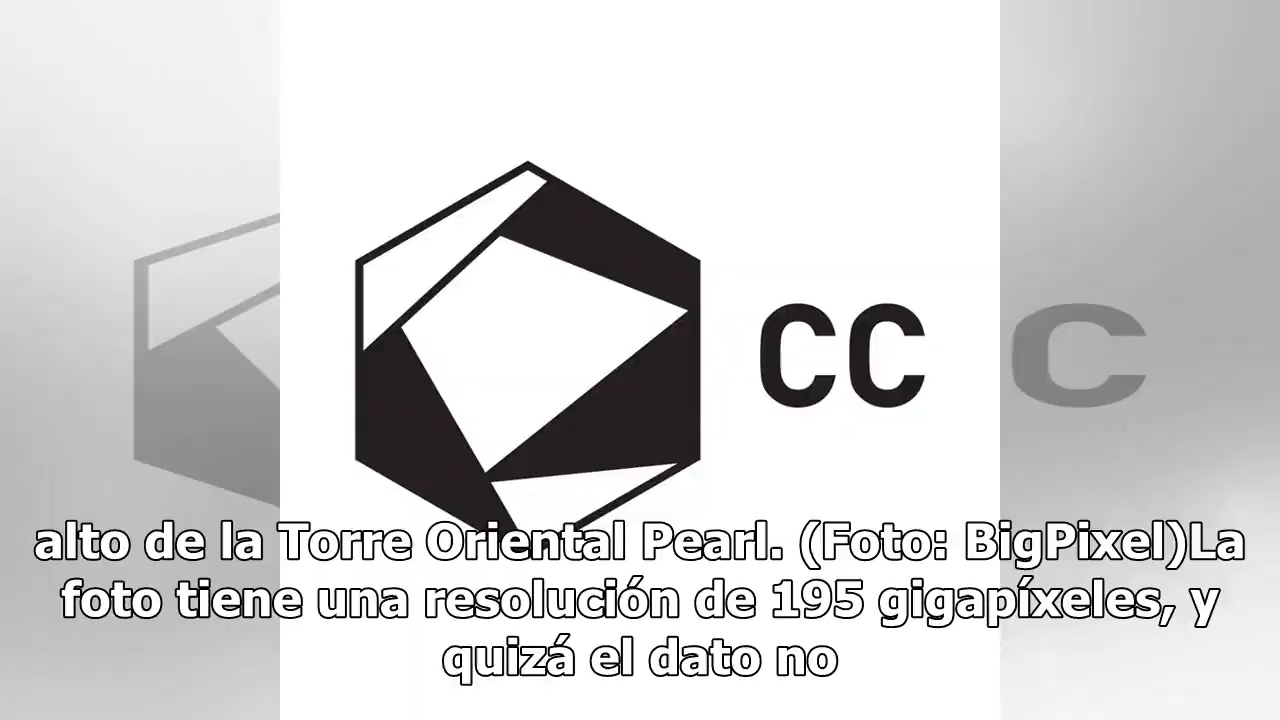 CC
C
alto de la Torre Oriental Pearl. (Foto: BigPixel)La
foto tiene una resolución de 195 gigapíxeles, y
quizá el dato no